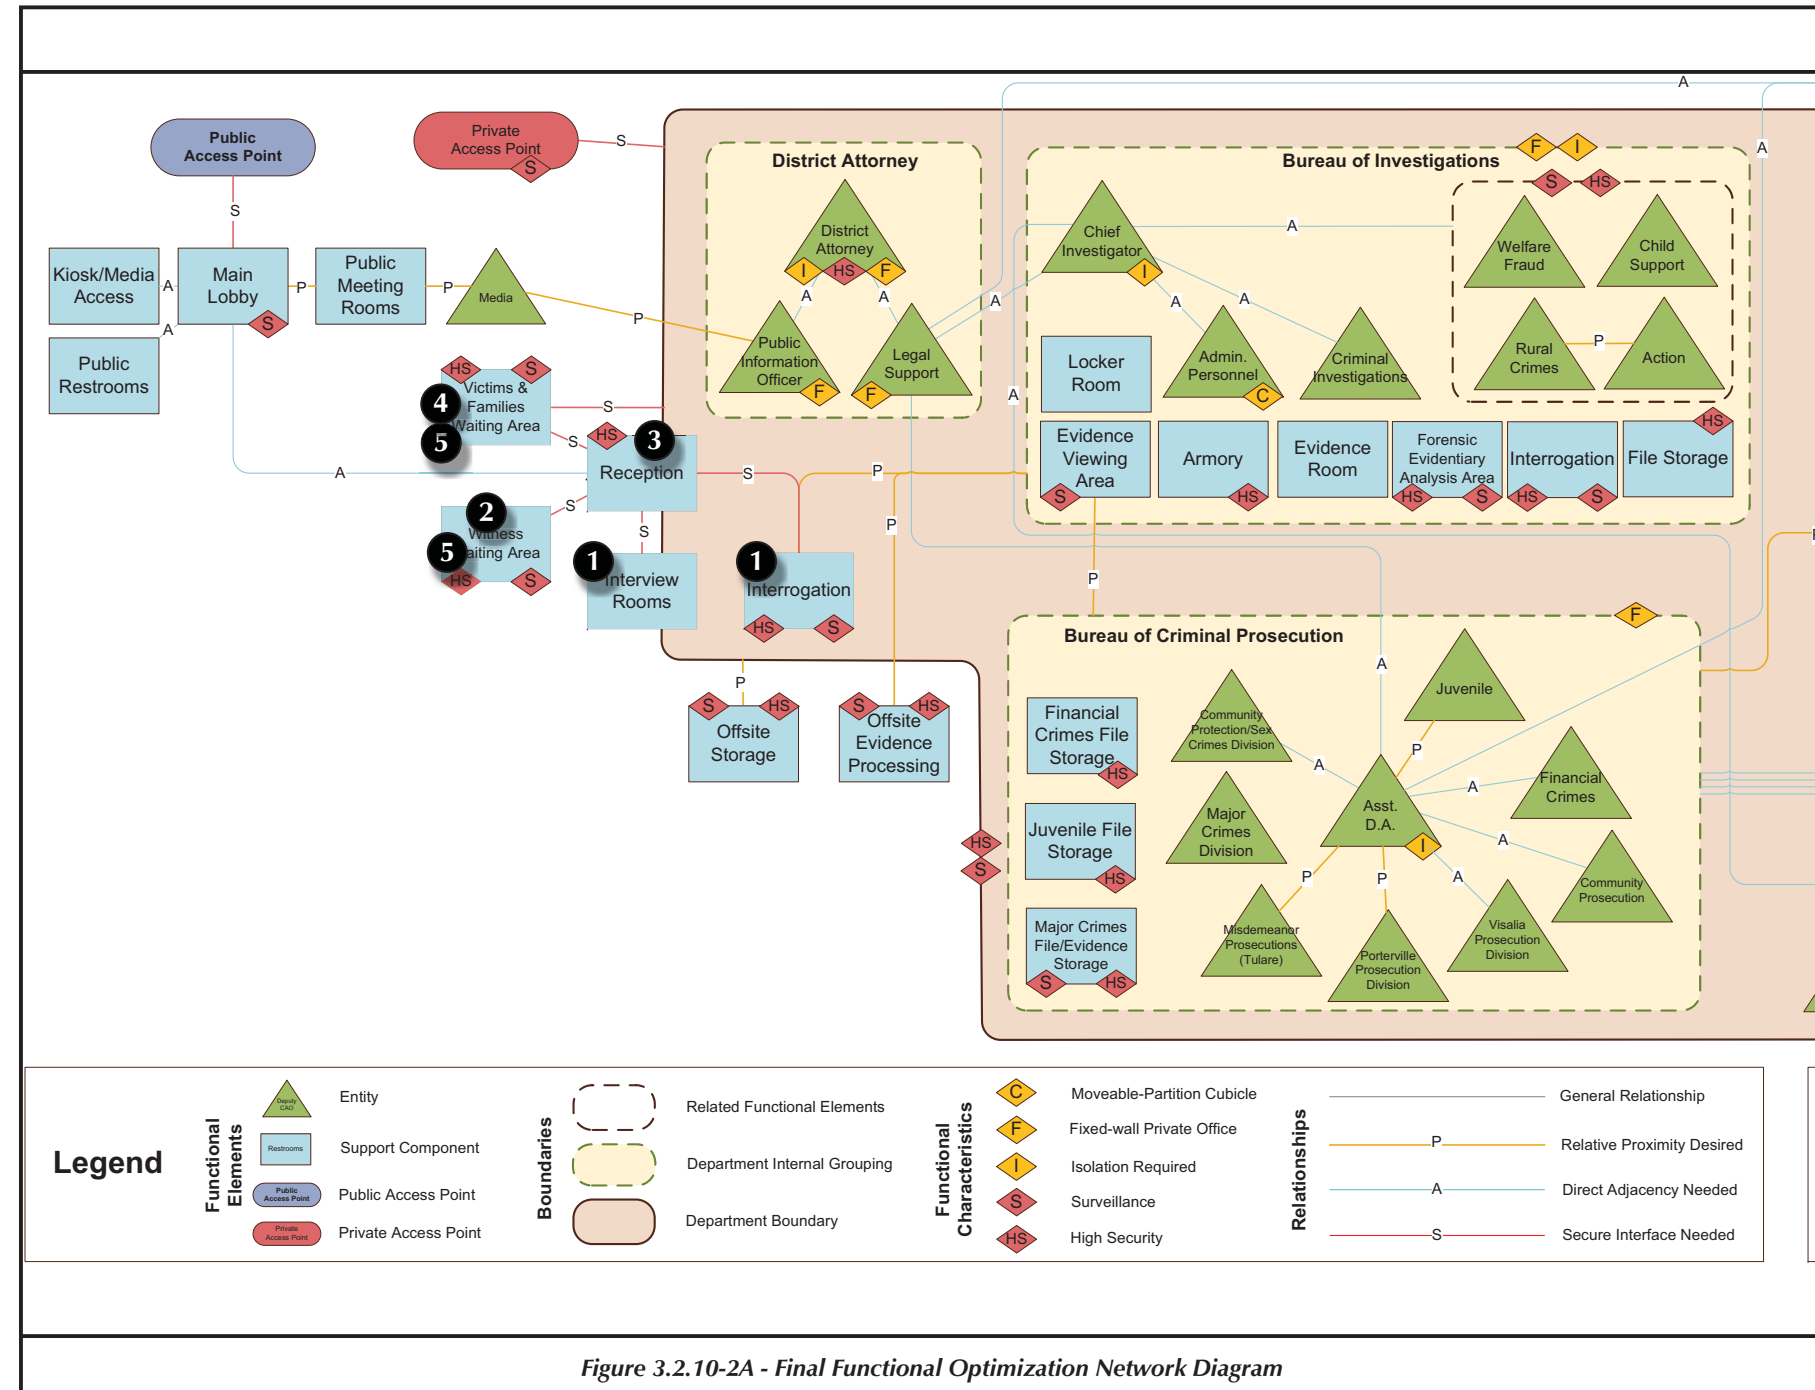 A
Public
Access Point
Private
Access Point
S
S
S
A
District Attorney
District
Attorney
I
HS
F
A
A
Public
Information
Officer
F
Legal
Support
F
A
Bureau of Investigations
F
I
S
HS
Chief
Investigator
I
A
A
A
Welfare
Fraud
Child
Support
Rural
Crimes
P
Action
Admin.
Personnel
C
Criminal
Investigations
Locker
Room
A
Kiosk/Media
Access
A
Main
Lobby
S
P
Public
Meeting
Rooms
P
Media
P
A
Public
Restrooms
HS
S
Victims &
Families
Waiting Area
4
5
S
S
HS
3
Reception
A
S
P
P
Evidence
Viewing
Area
S
Armory
HS
Evidence
Room
Forensic
Evidentiary
Analysis Area
HS
S
Interrogation
HS
S
HS
File Storage
2
Witness
aiting Area
5
HS
S
S
S
1
Interview
Rooms
1
Interrogation
HS
S
P
P
S
HS
Offsite
Storage
S
HS
Offsite
Evidence
Processing
Bureau of Criminal Prosecution
F
A
Financial
Crimes File
Storage
HS
Juvenile File
Storage
HS
Major Crimes
File/Evidence
Storage
S
HS
HS
S
Community
Protection/Sex
Crimes Division
A
Major
Crimes
Division
Juvenile
P
Asst.
D.A.
I
A
Financial
Crimes
A
Community
Prosecution
A
Visalia
Prosecution
Division
P
Porterville
Prosecution
Division
P
Misdemeanor
Prosecutions
(Tulare)
Legend
Functional
Elements
Deputy
CAO
Entity
Restrooms
Support Component
Public
Access Point
Public Access Point
Private
Access Point
Private Access Point
Boundaries
Related Functional Elements
Department Internal Grouping
Department Boundary
Functional
Characteristics
C
Moveable-Partition Cubicle
F
Fixed-wall Private Office
I
Isolation Required
S
Surveillance
HS
High Security
Relationships
General Relationship
P
Relative Proximity Desired
A
Direct Adjacency Needed
S
Secure Interface Needed
Figure 3.2.10-2A - Final Functional Optimization Network Diagram